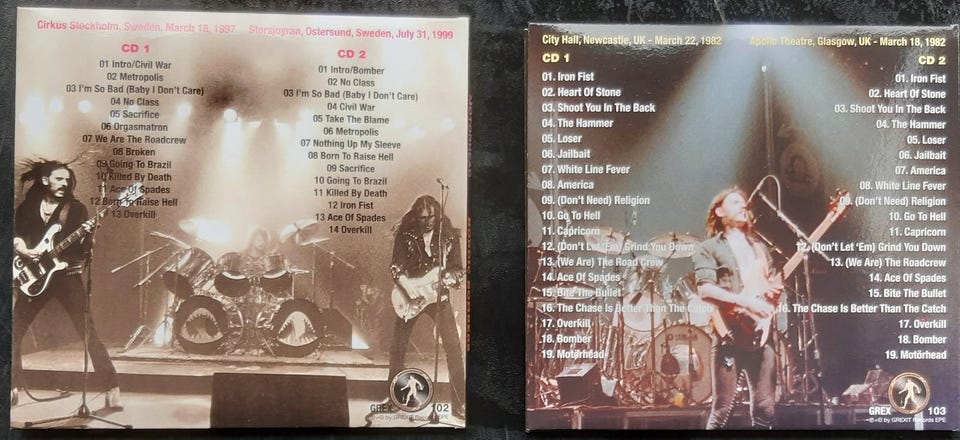 Cirkus Stockholm, Sweden, March 18, 1997
Storsjoyran, Ostersund, Sweden, July 31, 1999
CD 1
01 Intro/Civil War
02 Metropolis
03 I'm So Bad (Baby I Don't Care)
04 No Class
05 Sacrifice
06 Orgasmatron
07 We Are The Roadcrew
08 Broken
09 Going To Brazil
10 Killed By Death
11 Ace Of Spades
12 Born To Raise Hell
13 Overkill
CD 2
01 Intro/Bomber
02 No Class
03 I'm So Bad (Baby I Don't Care)
04 Civil War
05 Take The Blame
06 Metropolis
07 Nothing Up My Sleeve
08 Born To Raise Hell
09 Sacrifice
10 Going To Brazil
11 Killed By Death
12 Iron Fist
13 Ace Of Spades
14 Overkill
GREX 102
℗+© by GREXIT Records EPE
City Hall, Newcastle, UK - March 22, 1982
Apollo Theatre, Glasgow, UK - March 18, 1982
CD 1
01. Iron Fist
02. Heart Of Stone
03. Shoot You In The Back
04. The Hammer
05. Loser
06. Jailbait
07. White Line Fever
08. America
09. (Don't Need) Religion
10. Go To Hell
11. Capricorn
12. (Don't Let 'Em) Grind You Down
13. (We Are) The Road Crew
14. Ace Of Spades
15. Bite The Bullet
16. The Chase Is Better Than The Catch
17. Overkill
18. Bomber
19. Motörhead
CD 2
01. Iron Fist
02. Heart Of Stone
03. Shoot You In The Back
04. The Hammer
05. Loser
06. Jailbait
07. America
08. White Line Fever
09. (Don't Need) Religion
10. Go To Hell
11. Capricorn
12. (Don't Let 'Em) Grind You Down
13. (We Are) The Roadcrew
14. Ace Of Spades
15. Bite The Bullet
16. The Chase Is Better Than The Catch
17. Overkill
18. Bomber
19. Motörhead
GREX 103
℗+© by GREXIT Records EPE